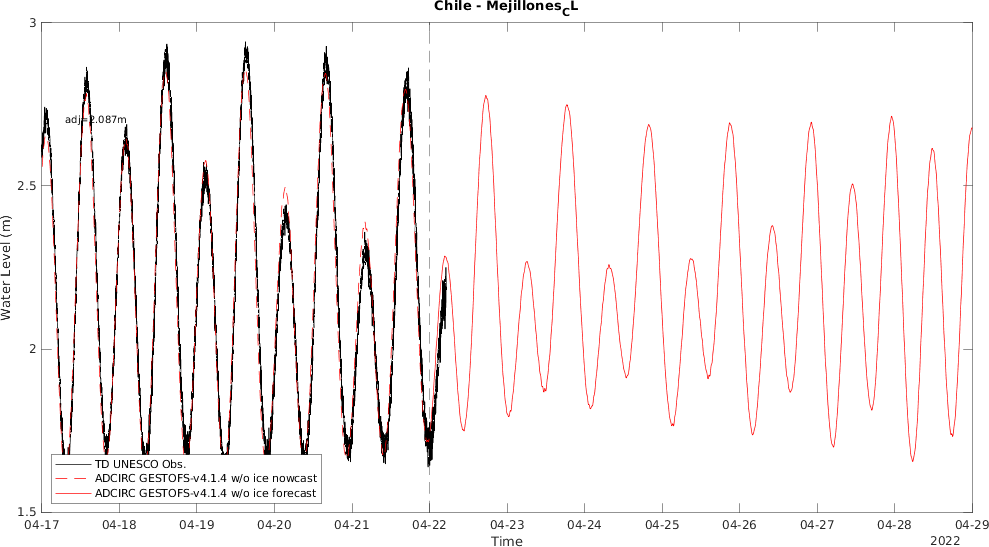 Chile - Mejillones_CL
3
2.5
2
1.5
Water Level (m)
adj=2.087m
TD UNESCO Obs.
ADCIRC GESTOFS-v4.1.4 w/o ice nowcast
ADCIRC GESTOFS-v4.1.4 w/o ice forecast
04-17 04-18 04-19 04-20 04-21 04-22 04-23 04-24 04-25 04-26 04-27 04-28 04-29
Time
2022